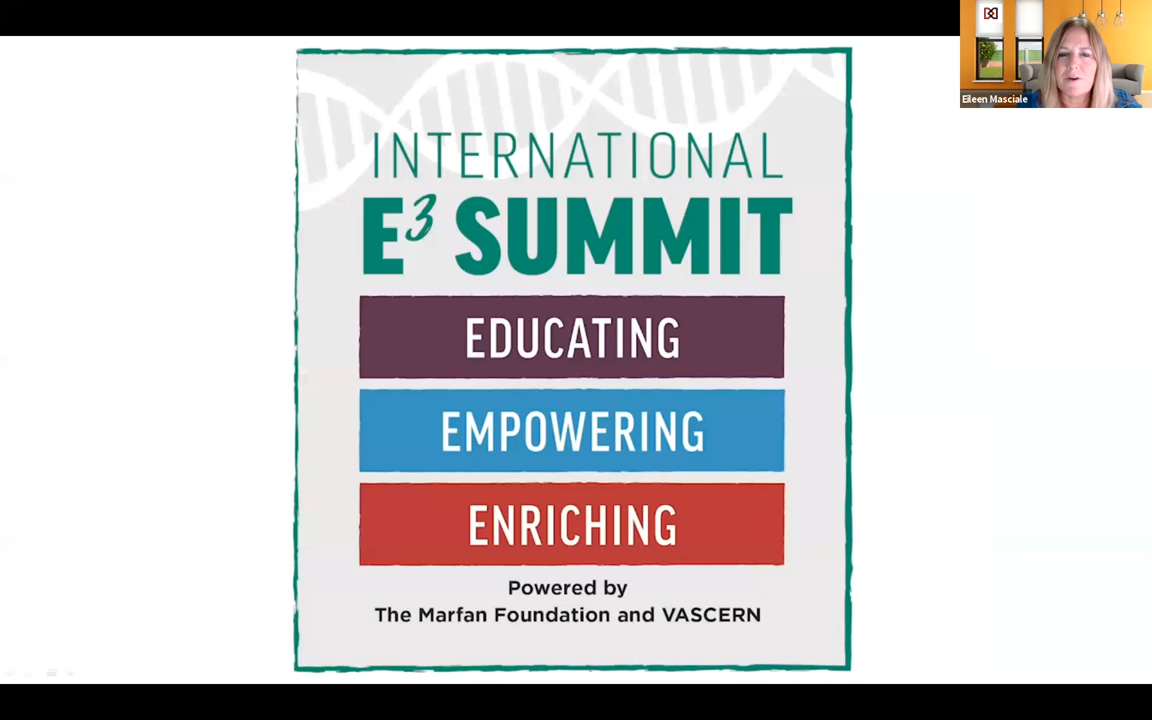 INTERNATIONAL
E³ SUMMIT
EDUCATING
EMPOWERING
ENRICHING
Powered by
The Marfan Foundation and VASCERN
Eileen Masciale